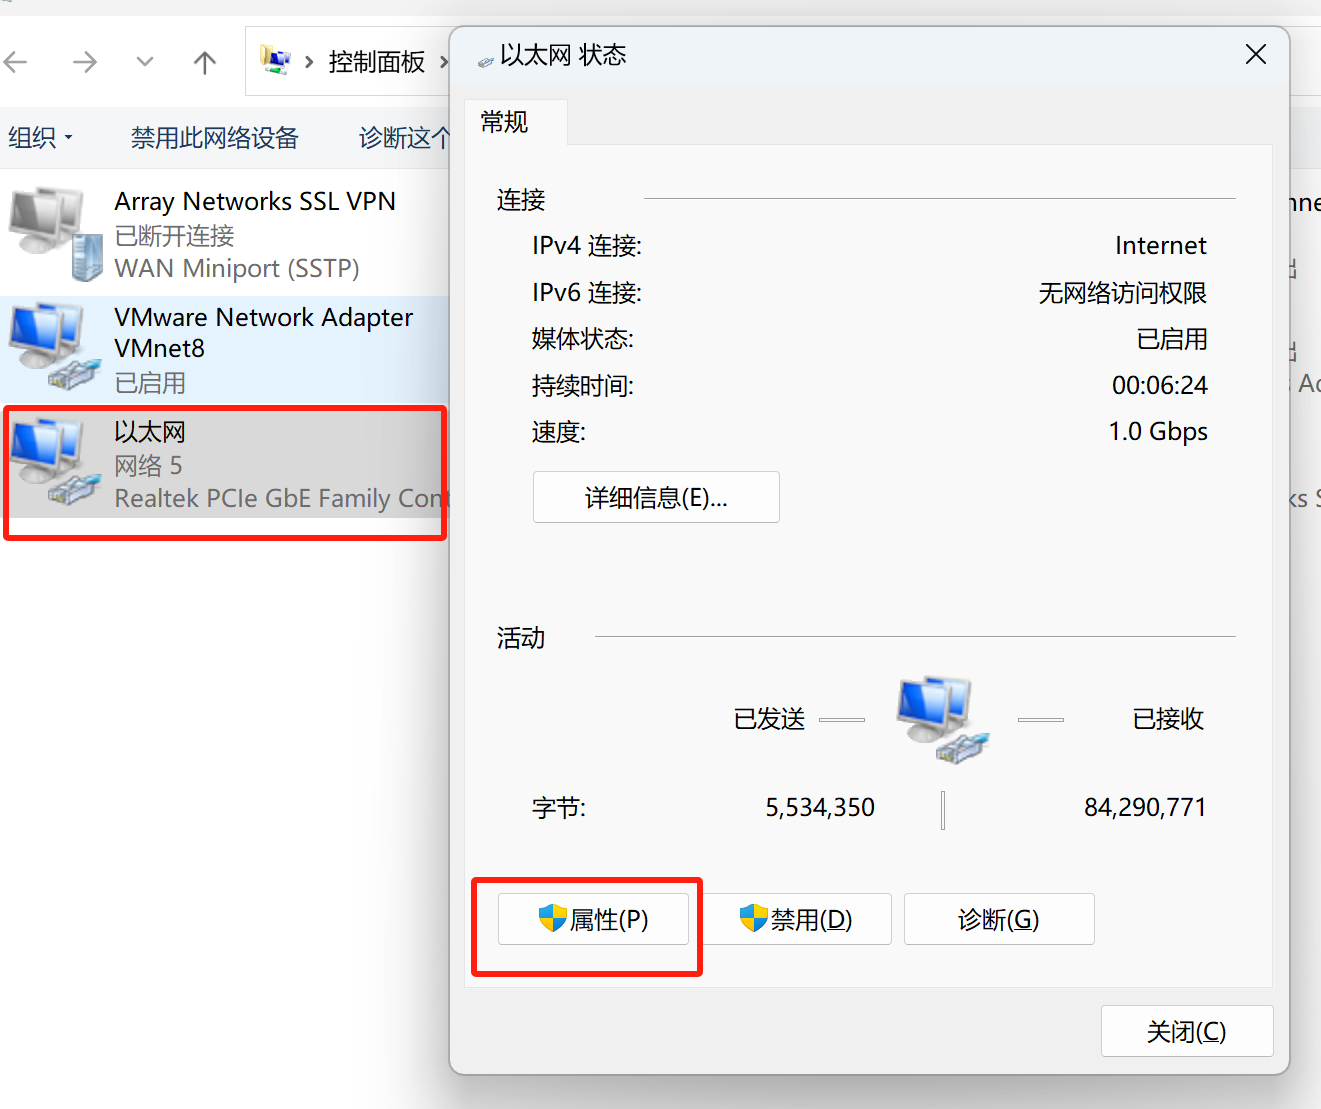 控制面板
组织
禁用此网络设备
诊断这个
Array Networks SSL VPN
已断开连接
WAN Miniport (SSTP)
VMware Network Adapter
VMnet8
已启用
以太网
网络 5
Realtek PCIe GbE Family Con
以太网 状态
常规
连接
IPv4 连接:
Internet
IPv6 连接:
无网络访问权限
媒体状态:
已启用
持续时间:
00:06:24
速度:
1.0 Gbps
详细信息(E)...
活动
已发送
已接收
字节:
5,534,350
84,290,771
属性(P)
禁用(D)
诊断(G)
关闭(C)